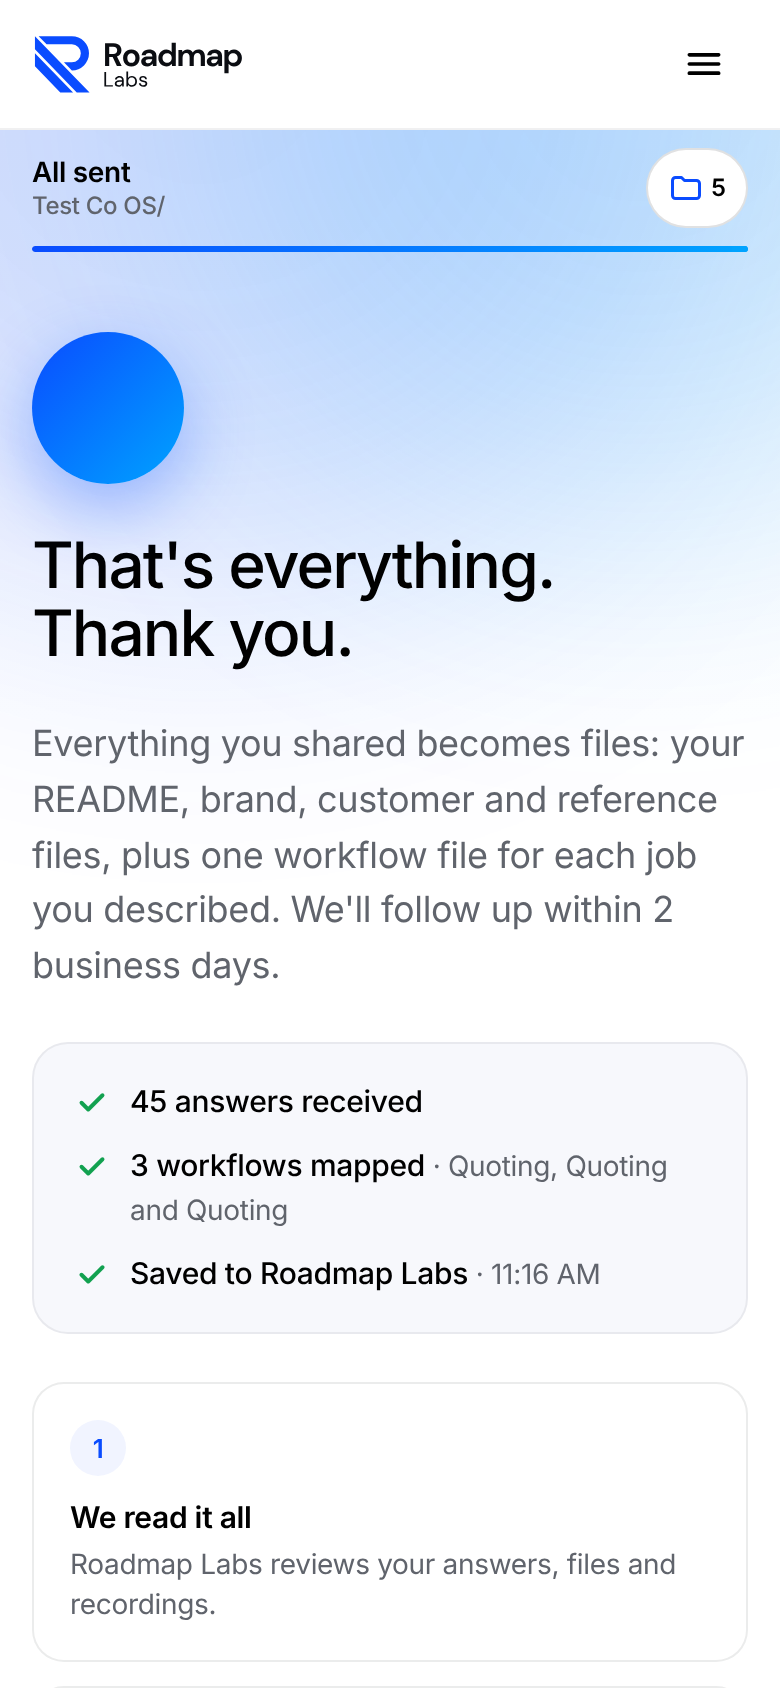 Roadmap
Labs
All sent
Test Co OS/
5
That's everything.
Thank you.
Everything you shared becomes files: your
README, brand, customer and reference
files, plus one workflow file for each job
you described. We'll follow up within 2
business days.
45 answers received
3 workflows mapped · Quoting, Quoting
and Quoting
Saved to Roadmap Labs · 11:16 AM
1
We read it all
Roadmap Labs reviews your answers, files and
recordings.